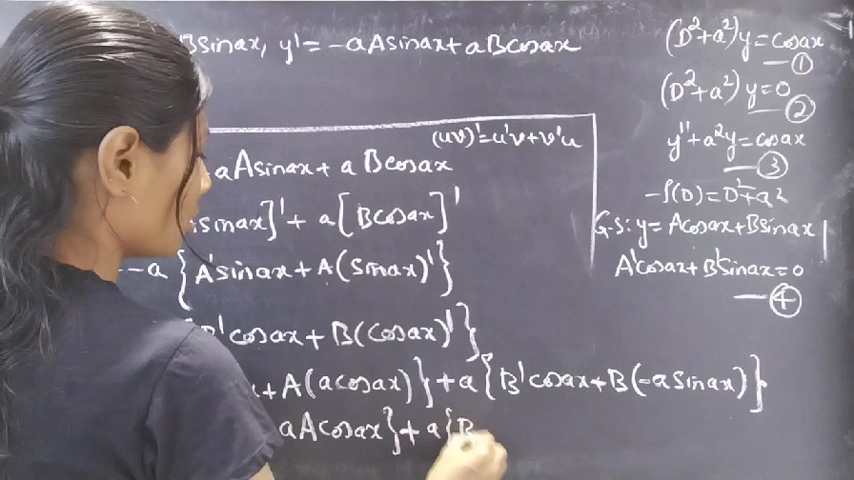 Bsinax, y' = -aAsinax + aBcosax
(uv)' = u'v + v'u
aAsinax + aBcosax
sinax]' + a[Bcosax]'
-a {A'sinax + A(sinax)'}
B'cosax + B(cosax)'}
+ A(acosax)} + a{B'cosax + B(-asinax)}
aAcosax} + a{B
(D²+a²)y = cosax
— ①
(D²+a²)y = 0
— ②
y'' + a²y = cosax
— ③
f(D) = D²+a²
G.S: y = Acosax + Bsinax
A'cosax + B'sinax = 0
— ④